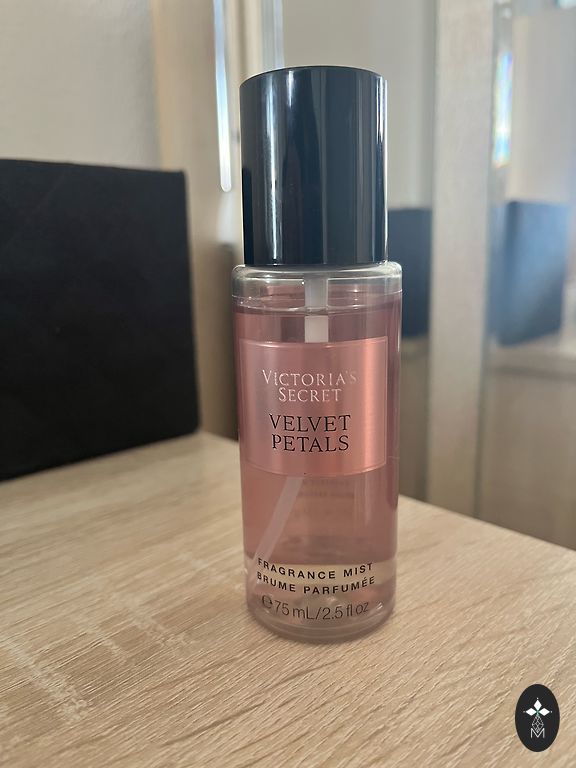 VICTORIA'S
SECRET
VELVET
PETALS
FRAGRANCE MIST
BRUME PARFUMÉE
℮75 mL/2.5 fl oz
M